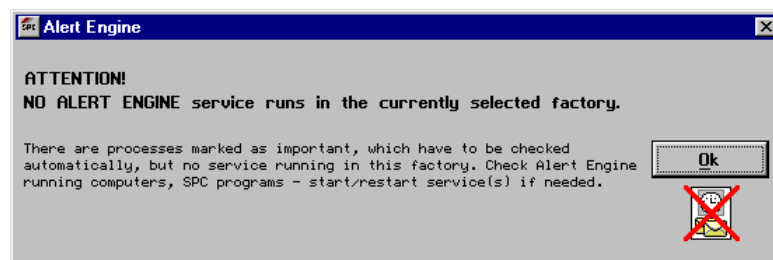 Alert Engine
ATTENTION!
NO ALERT ENGINE service runs in the currently selected factory.
There are processes marked as important, which have to be checked
automatically, but no service running in this factory. Check Alert Engine
running computers, SPC programs - start/restart service(s) if needed.
Ok